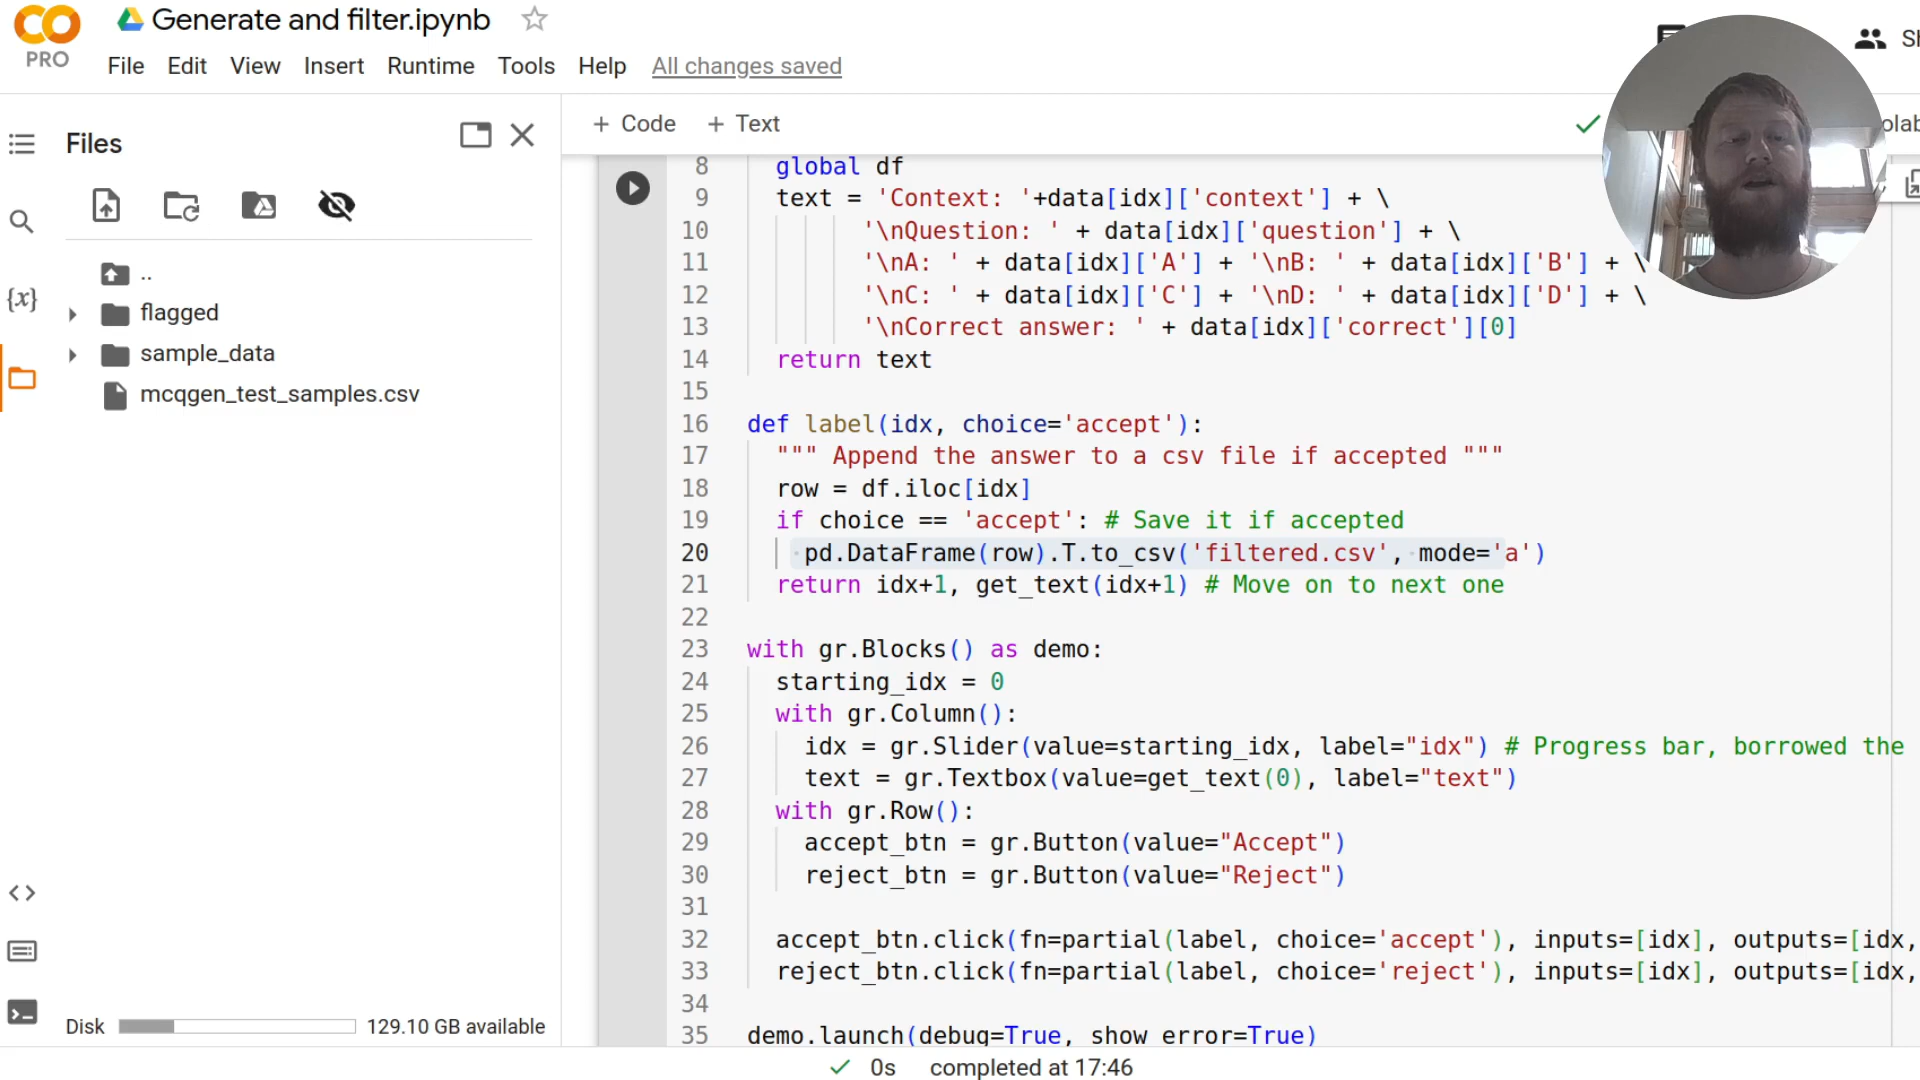 Generate and filter.ipynb
PRO
File Edit View Insert Runtime Tools Help All changes saved
Files
+ Code + Text
..
flagged
sample_data
mcqgen_test_samples.csv
{x}
8 global df
9 text = 'Context: '+data[idx]['context'] + \
10 '\nQuestion: ' + data[idx]['question'] + \
11 '\nA: ' + data[idx]['A'] + '\nB: ' + data[idx]['B'] + \
12 '\nC: ' + data[idx]['C'] + '\nD: ' + data[idx]['D'] + \
13 '\nCorrect answer: ' + data[idx]['correct'][0]
14 return text
15
16 def label(idx, choice='accept'):
17 """ Append the answer to a csv file if accepted """
18 row = df.iloc[idx]
19 if choice == 'accept': # Save it if accepted
20 pd.DataFrame(row).T.to_csv('filtered.csv', mode='a')
21 return idx+1, get_text(idx+1) # Move on to next one
22
23 with gr.Blocks() as demo:
24 starting_idx = 0
25 with gr.Column():
26 idx = gr.Slider(value=starting_idx, label="idx") # Progress bar, borrowed the
27 text = gr.Textbox(value=get_text(0), label="text")
28 with gr.Row():
29 accept_btn = gr.Button(value="Accept")
30 reject_btn = gr.Button(value="Reject")
31
32 accept_btn.click(fn=partial(label, choice='accept'), inputs=[idx], outputs=[idx,
33 reject_btn.click(fn=partial(label, choice='reject'), inputs=[idx], outputs=[idx,
34
35 demo.launch(debug=True, show_error=True)
Disk 129.10 GB available
0s completed at 17:46